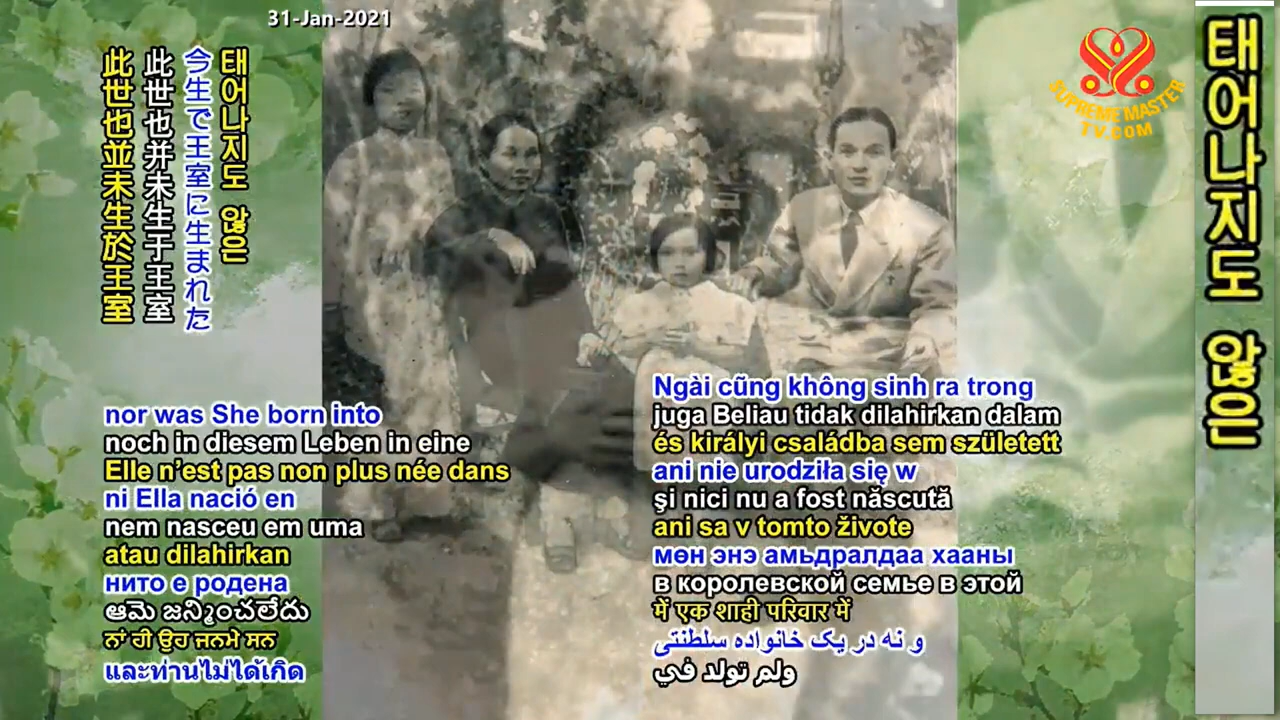 31-Jan-2021
SUPREME MASTER
TV.COM
태어나지도 않은
태어나지도 않은
今生で王室に生まれた
此世也并未生于王室
此世也並未生於王室
nor was She born into
noch in diesem Leben in eine
Elle n’est pas non plus née dans
ni Ella nació en
nem nasceu em uma
atau dilahirkan
нито е родена
ఆమె జన్మించలేదు
ਨਾਂ ਹੀ ਉਹ ਜਨਮੇ ਸਨ
และท่านไม่ได้เกิด
Ngài cũng không sinh ra trong
juga Beliau tidak dilahirkan dalam
és királyi családba sem született
ani nie urodziła się w
şi nici nu a fost născută
ani sa v tomto živote
мөн энэ амьдралдаа хааны
в королевской семье в этой
में एक शाही परिवार में
و نه در یک خانواده سلطنتی
ولم تولد في